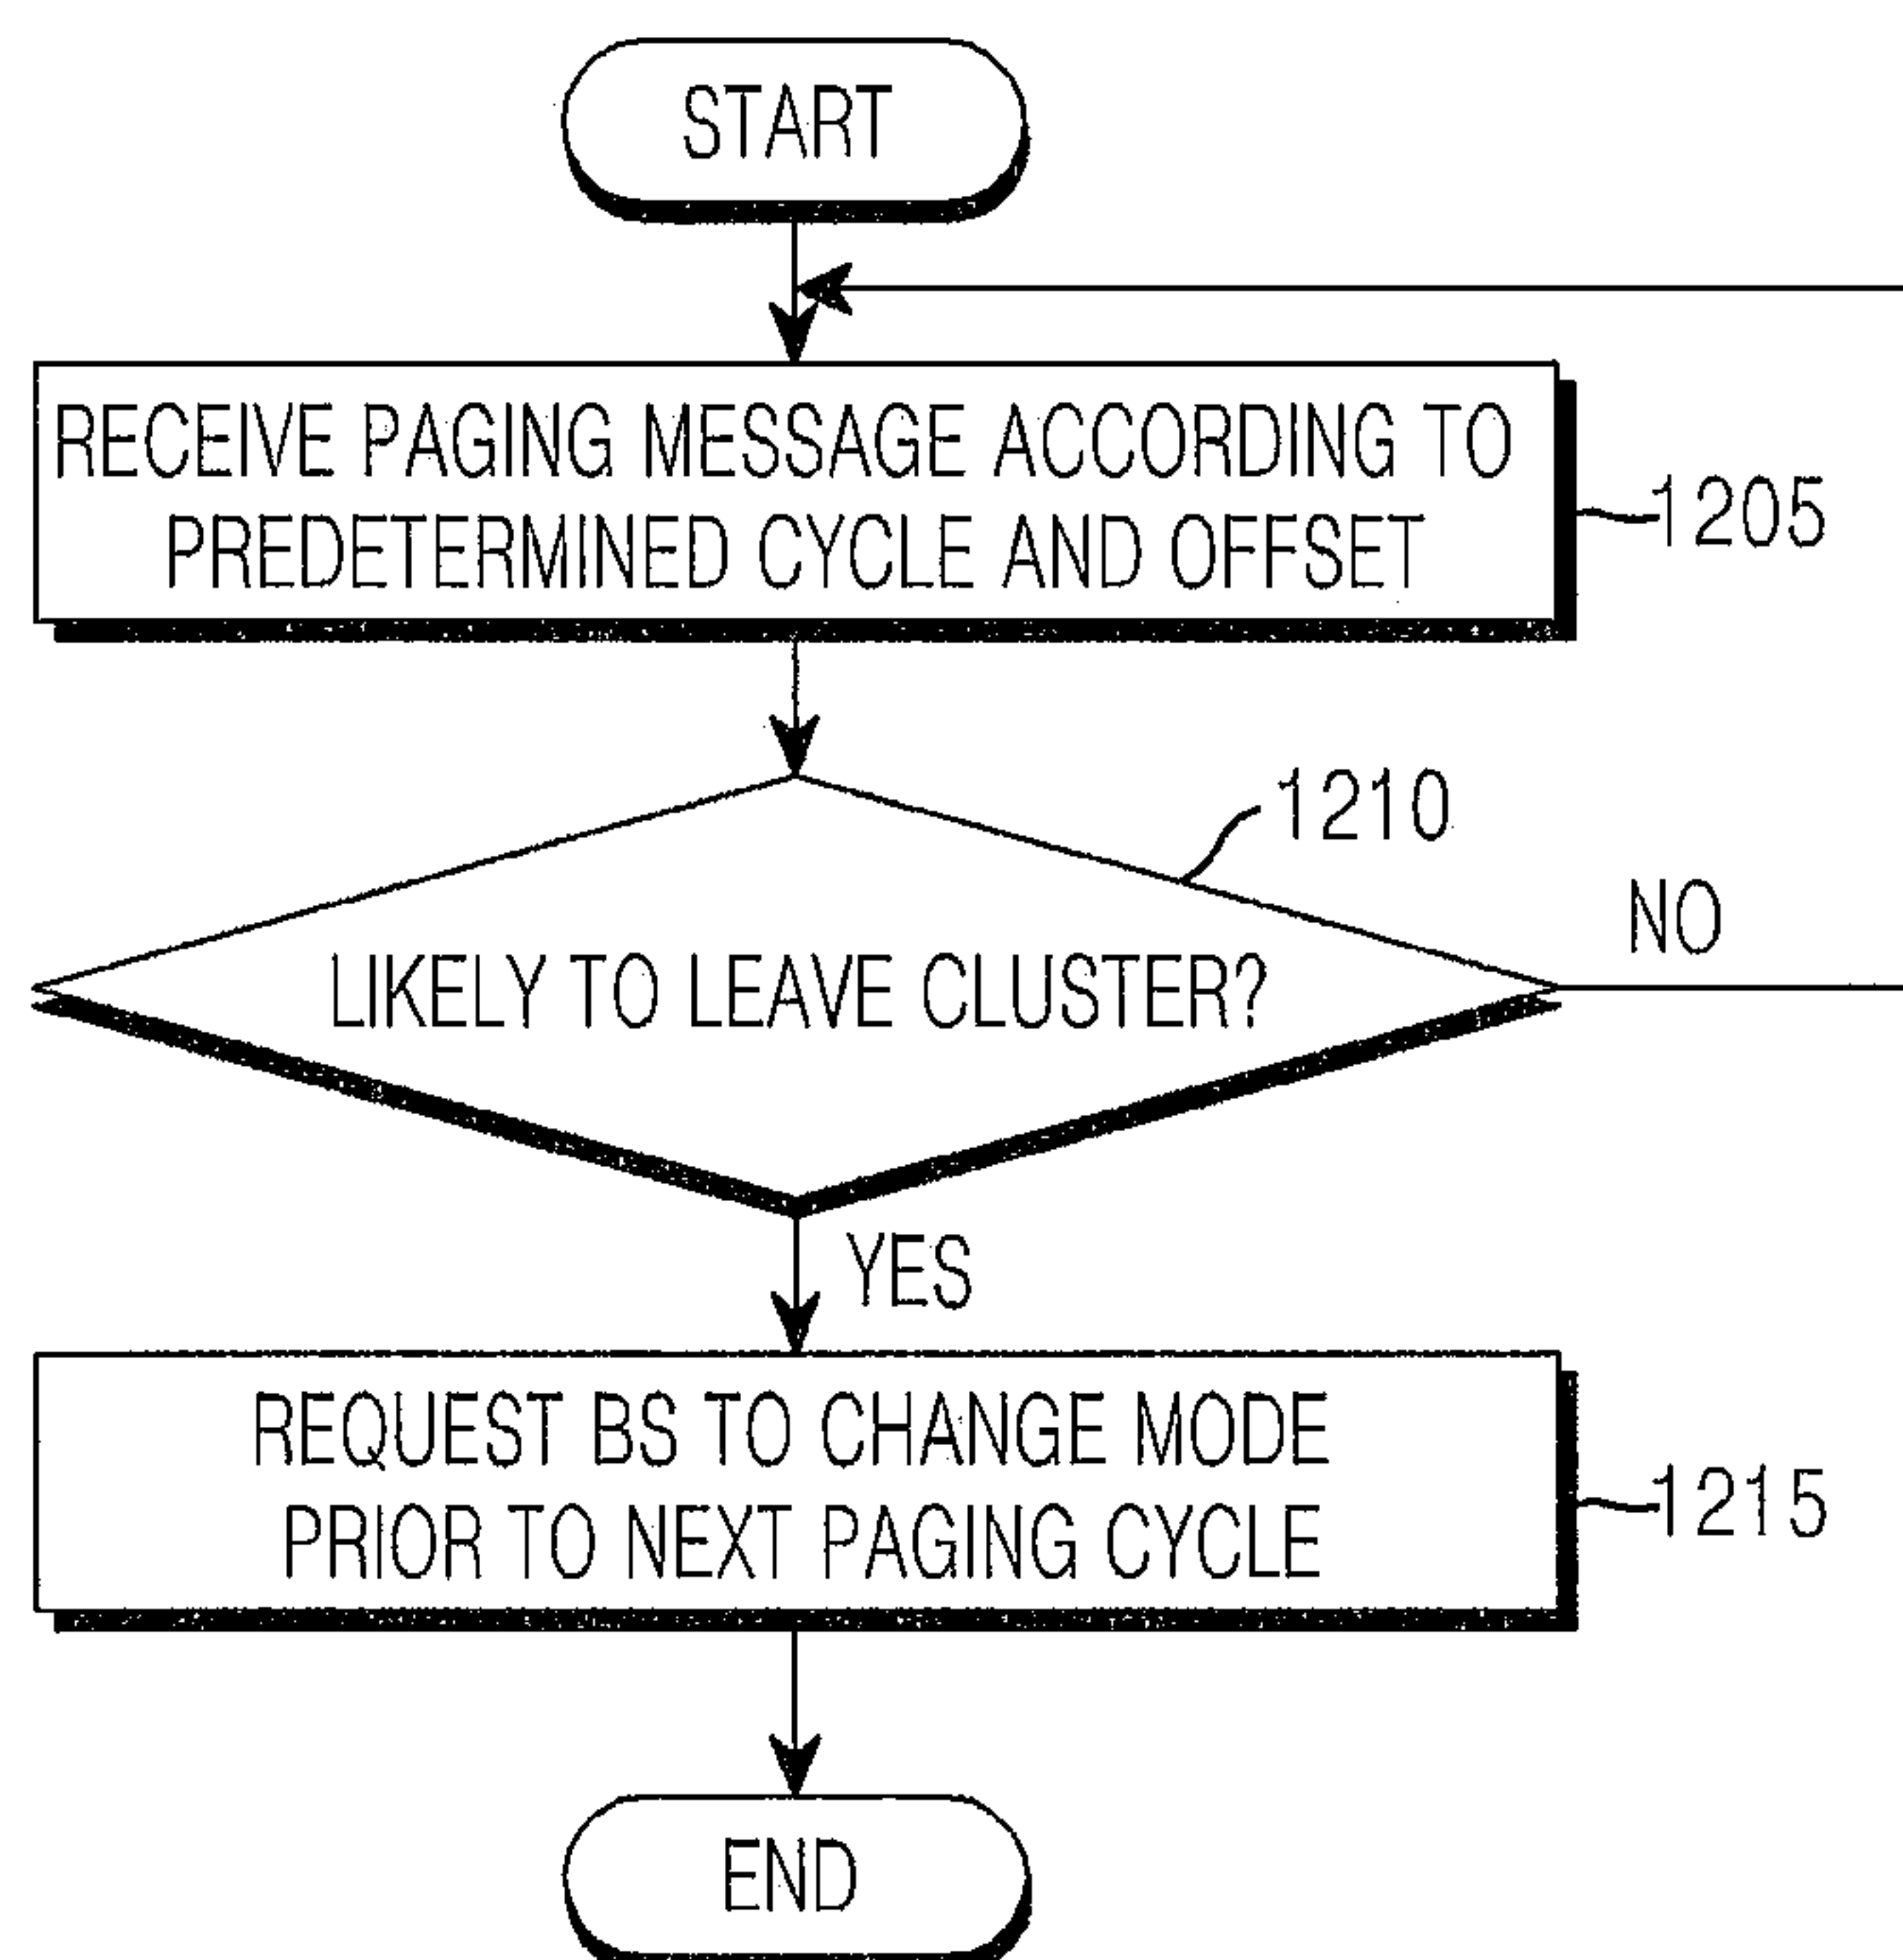 START
RECEIVE PAGING MESSAGE ACCORDING TO
PREDETERMINED CYCLE AND OFFSET
1205
1210
NO
LIKELY TO LEAVE CLUSTER?
YES
REQUEST BS TO CHANGE MODE
PRIOR TO NEXT PAGING CYCLE
1215
END